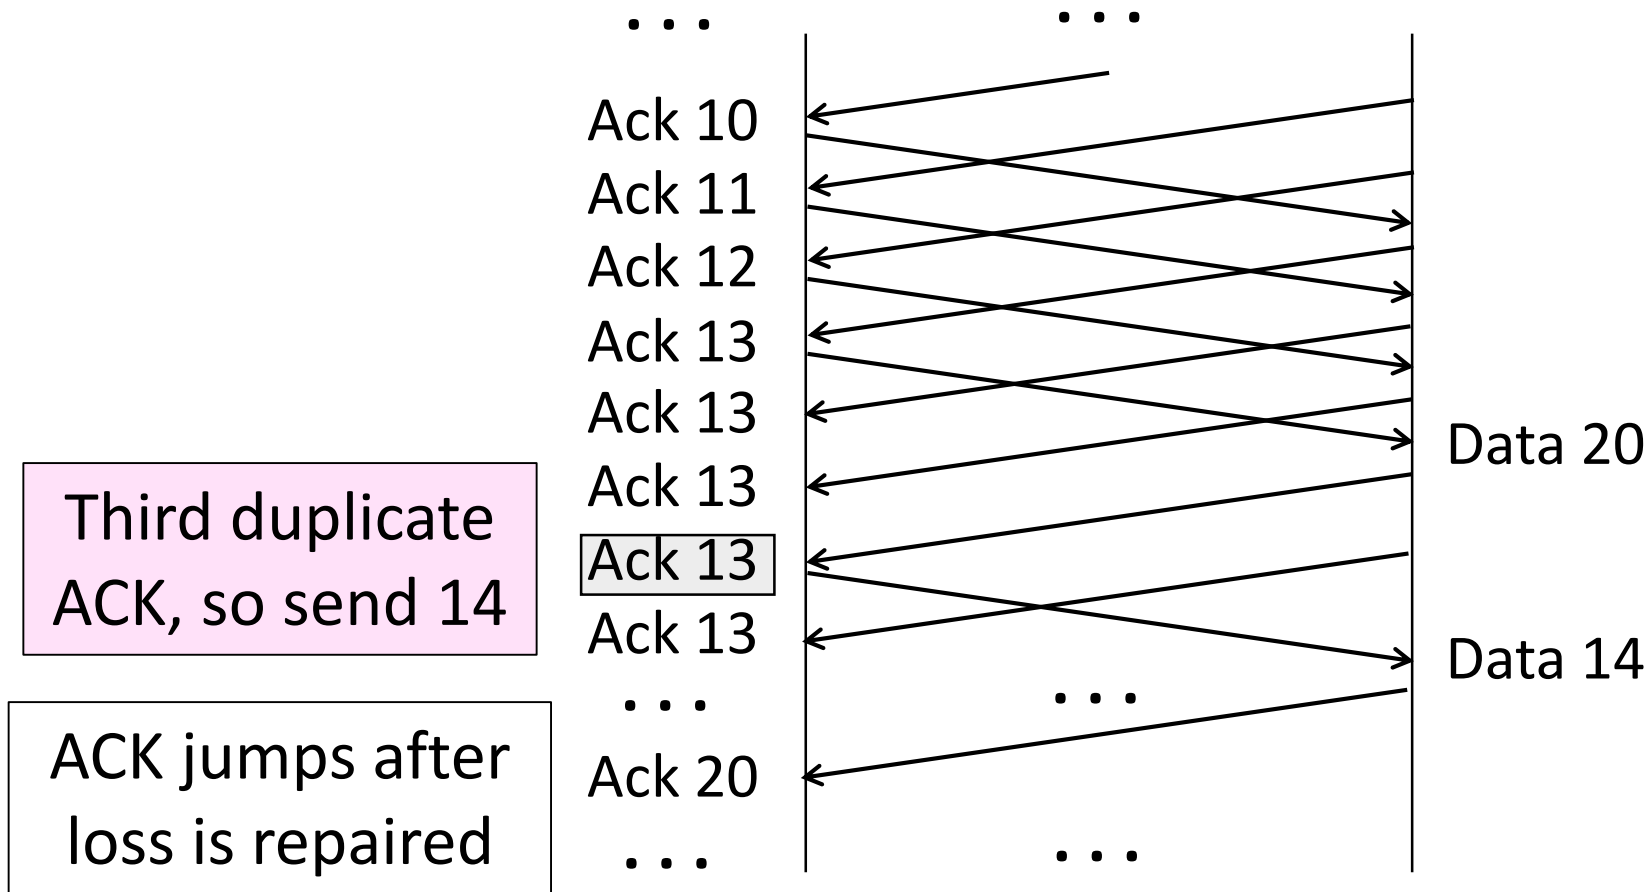 . . .
. . .
Ack 10
Ack 11
Ack 12
Ack 13
Ack 13
Data 20
Ack 13
Third duplicate
ACK, so send 14
Ack 13
Ack 13
Data 14
. . .
. . .
ACK jumps after
loss is repaired
Ack 20
. . .
. . .